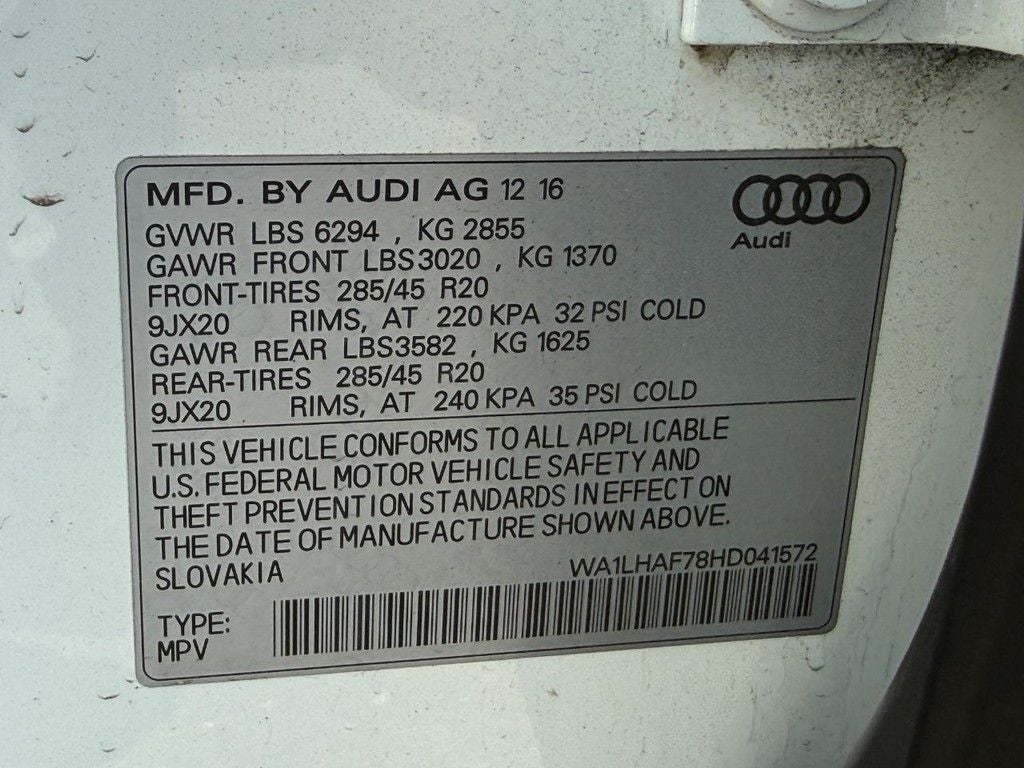 MFD. BY AUDI AG 12 16
Audi
GVWR LBS 6294 , KG 2855
GAWR FRONT LBS3020 , KG 1370
FRONT-TIRES 285/45 R20
9JX20 RIMS, AT 220 KPA 32 PSI COLD
GAWR REAR LBS3582 , KG 1625
REAR-TIRES 285/45 R20
9JX20 RIMS, AT 240 KPA 35 PSI COLD
THIS VEHICLE CONFORMS TO ALL APPLICABLE
U.S. FEDERAL MOTOR VEHICLE SAFETY AND
THEFT PREVENTION STANDARDS IN EFFECT ON
THE DATE OF MANUFACTURE SHOWN ABOVE.
SLOVAKIA WA1LHAF78HD041572
TYPE:
MPV